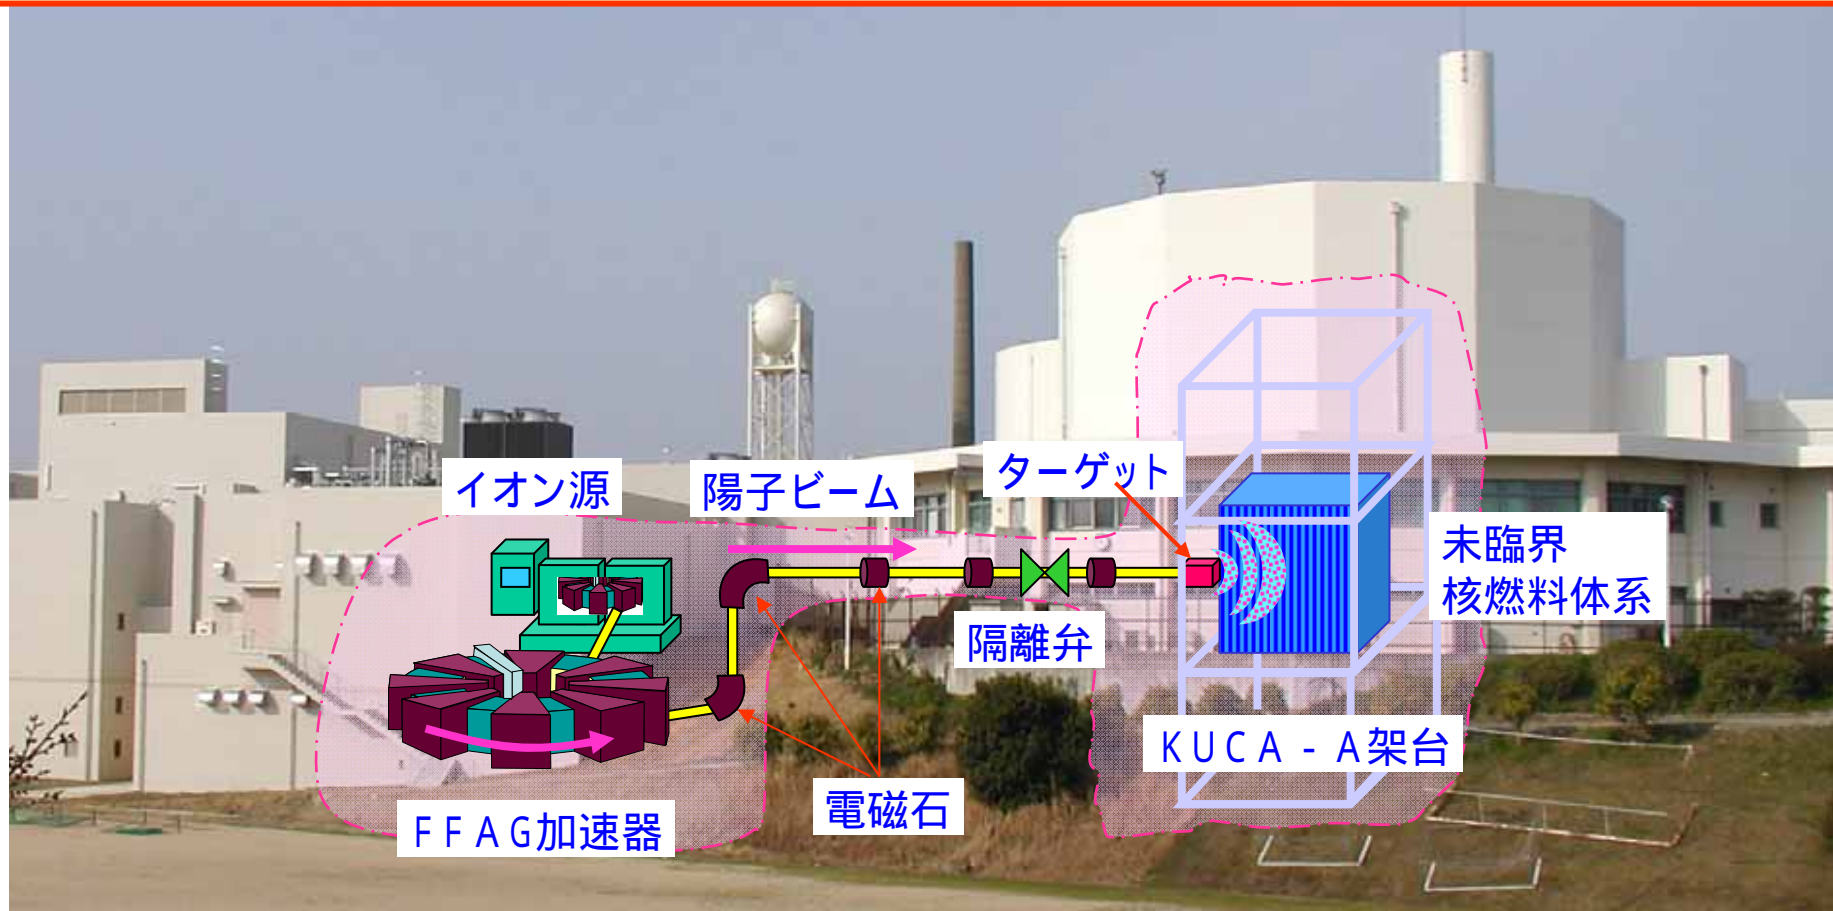 イオン源
陽子ビーム
ターゲット
未臨界
核燃料体系
隔離弁
KUCA-A架台
電磁石
FFAG加速器